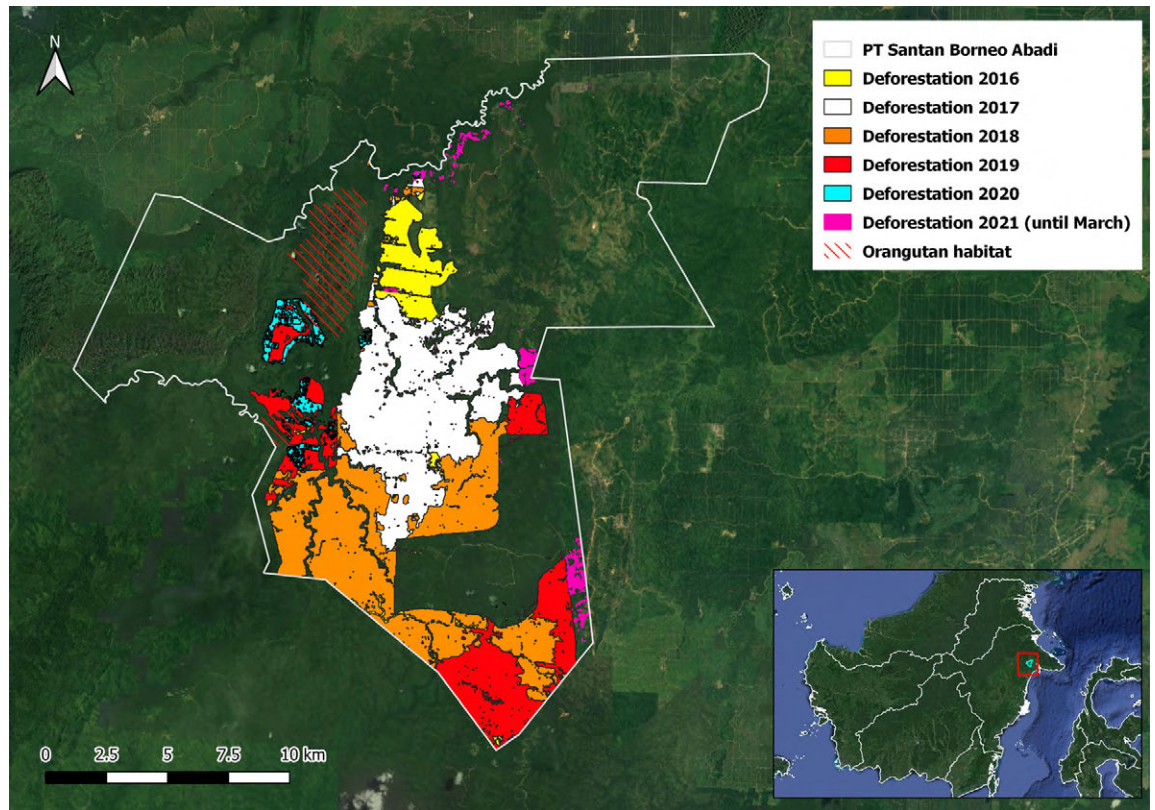 N
PT Santan Borneo Abadi
Deforestation 2016
Deforestation 2017
Deforestation 2018
Deforestation 2019
Deforestation 2020
Deforestation 2021 (until March)
Orangutan habitat
0 2.5 5 7.5 10 km